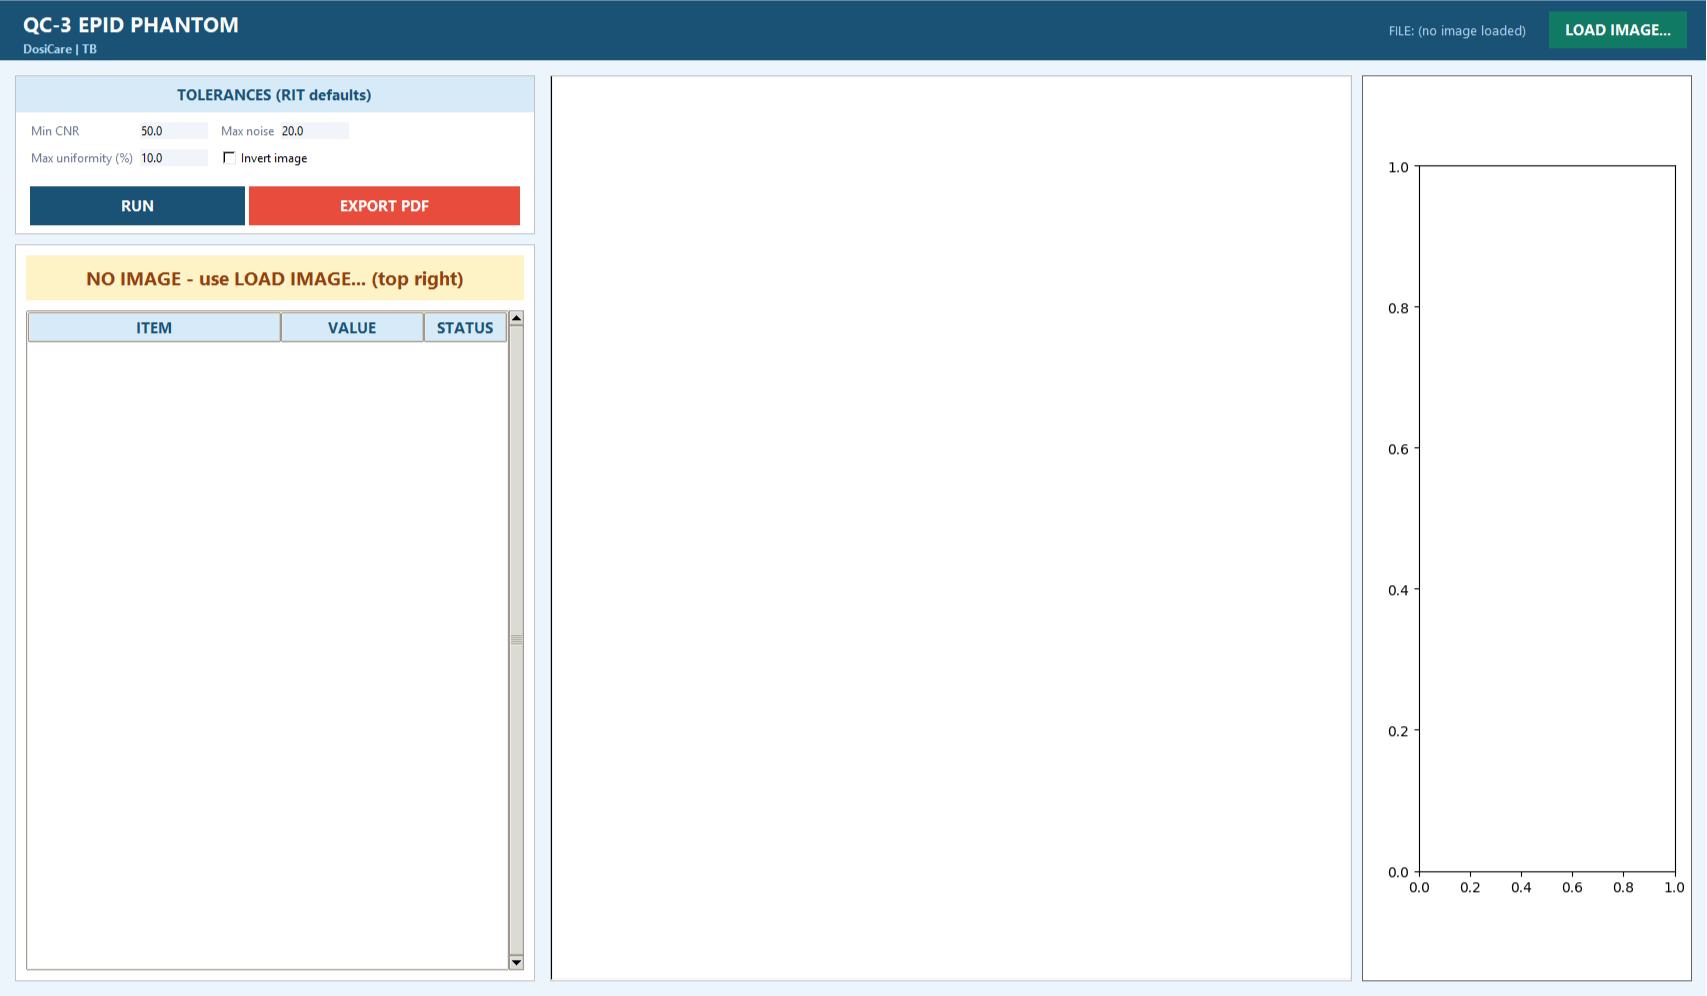 QC-3 EPID PHANTOM
DosiCare | TB
FILE: (no image loaded)
LOAD IMAGE...
TOLERANCES (RIT defaults)
Min CNR 50.0 Max noise 20.0
Max uniformity (%) 10.0 Invert image
RUN
EXPORT PDF
NO IMAGE - use LOAD IMAGE... (top right)
ITEM VALUE STATUS
1.0
0.8
0.6
0.4
0.2
0.0
0.0 0.2 0.4 0.6 0.8 1.0